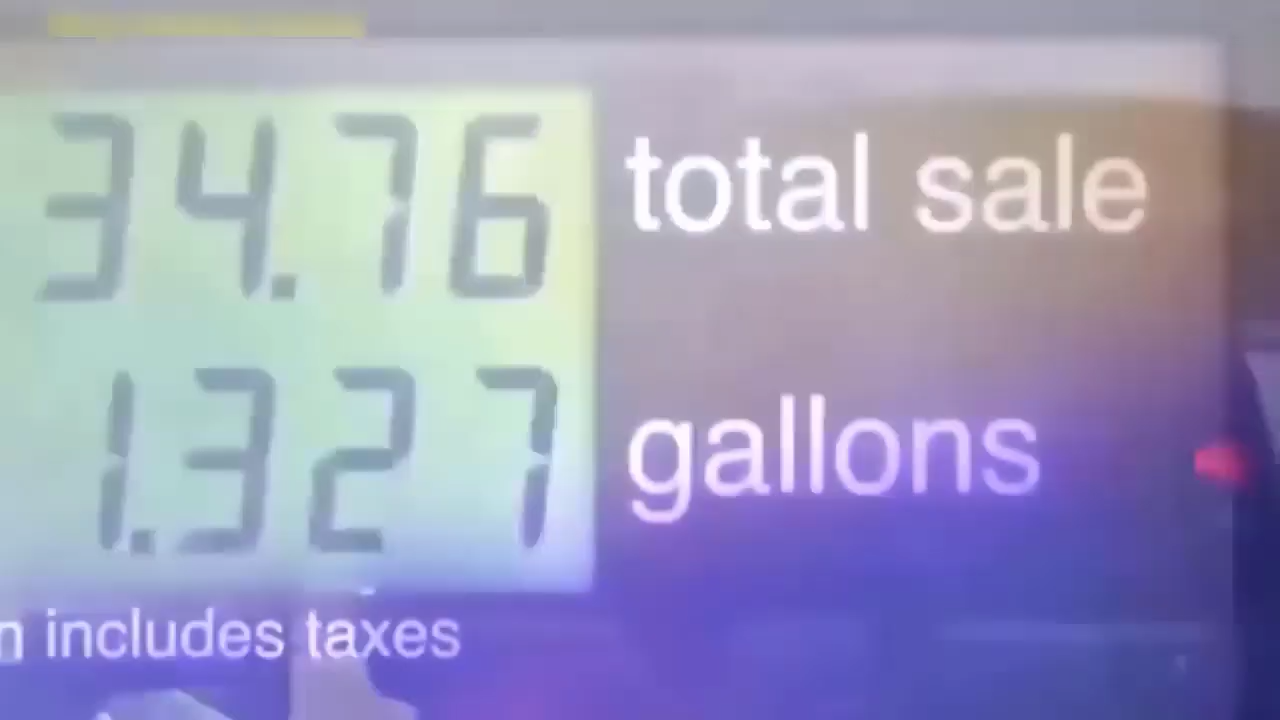 34.76 total sale
1.327 gallons
includes taxes